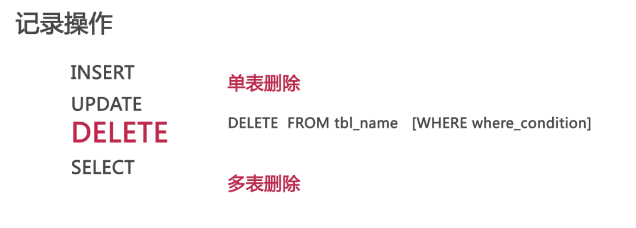 记录操作
INSERT
UPDATE
DELETE
SELECT
单表删除
DELETE FROM tbl_name [WHERE where_condition]
多表删除